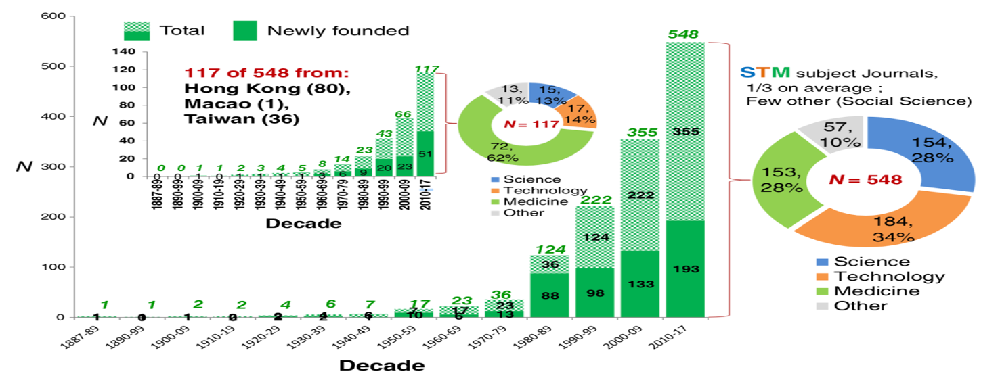 600
500
400
300
200
100
0
N
Total
Newly founded
140
120
100
80
60
40
20
0
N
117 of 548 from:
Hong Kong (80),
Macao (1),
Taiwan (36)
0 0 1 1 2 3 4 5 8 14 23 43 66 117
3 6 9 20 23 51
1887-89 1890-99 1900-09 1910-19 1920-29 1930-39 1940-49 1950-59 1960-69 1970-79 1980-89 1990-99 2000-09 2010-17
Decade
13, 11%
15, 13%
17, 14%
72, 62%
N = 117
Science
Technology
Medicine
Other
1 1 2 2 4 6 7 17 23 36 124 222 355 548
7 17 23 36 124 222 355
10 6 13 88 98 133 193
1887-89 1890-99 1900-09 1910-19 1920-29 1930-39 1940-49 1950-59 1960-69 1970-79 1980-89 1990-99 2000-09 2010-17
Decade
STM subject Journals,
1/3 on average ;
Few other (Social Science)
57,
10%
154,
28%
153,
28%
184,
34%
N = 548
Science
Technology
Medicine
Other